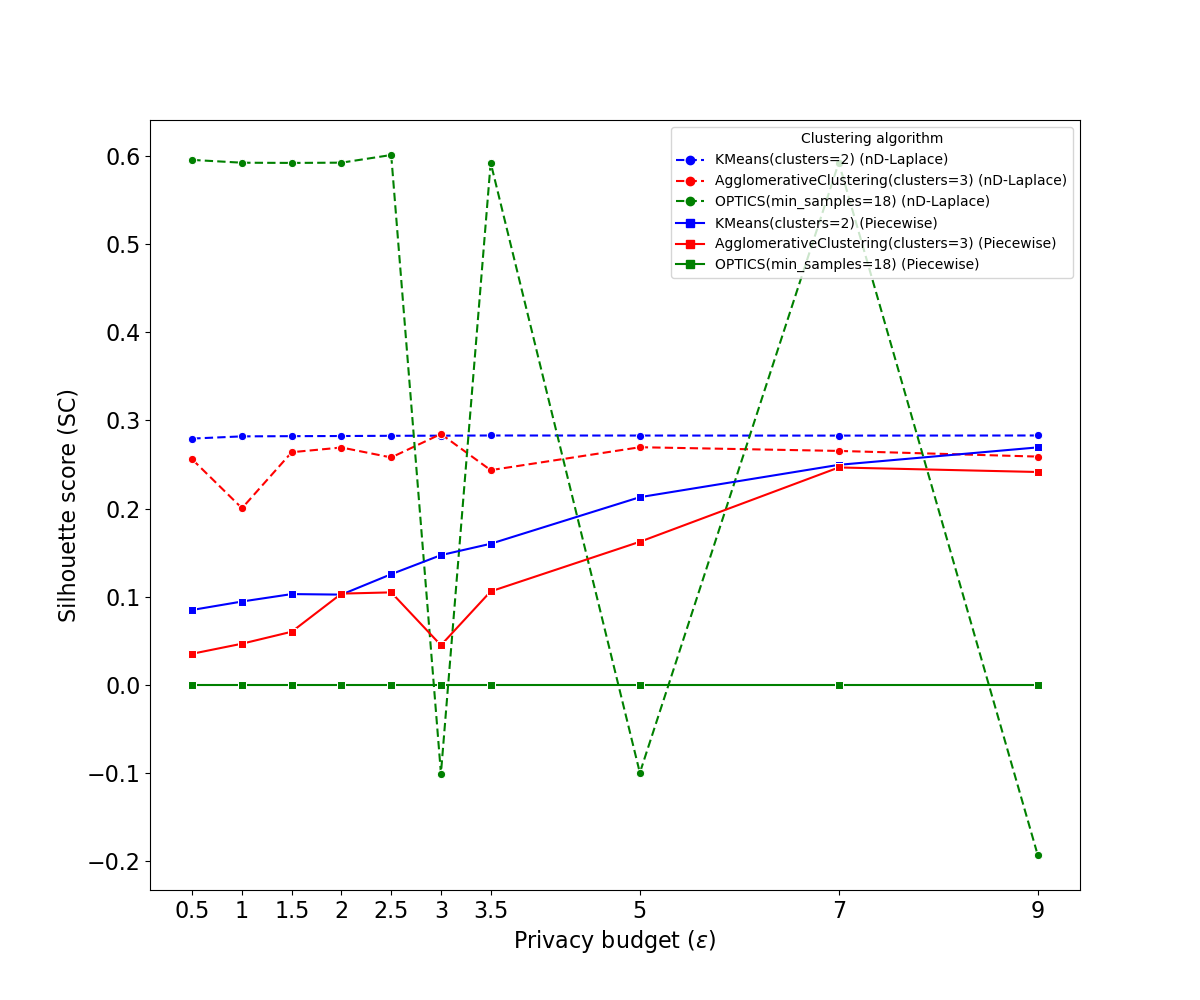 Clustering algorithm
KMeans(clusters=2) (nD-Laplace)
AgglomerativeClustering(clusters=3) (nD-Laplace)
OPTICS(min_samples=18) (nD-Laplace)
KMeans(clusters=2) (Piecewise)
AgglomerativeClustering(clusters=3) (Piecewise)
OPTICS(min_samples=18) (Piecewise)
Silhouette score (SC)
0.6
0.5
0.4
0.3
0.2
0.1
0.0
−0.1
−0.2
0.5 1 1.5 2 2.5 3 3.5 5 7 9
Privacy budget (ε)